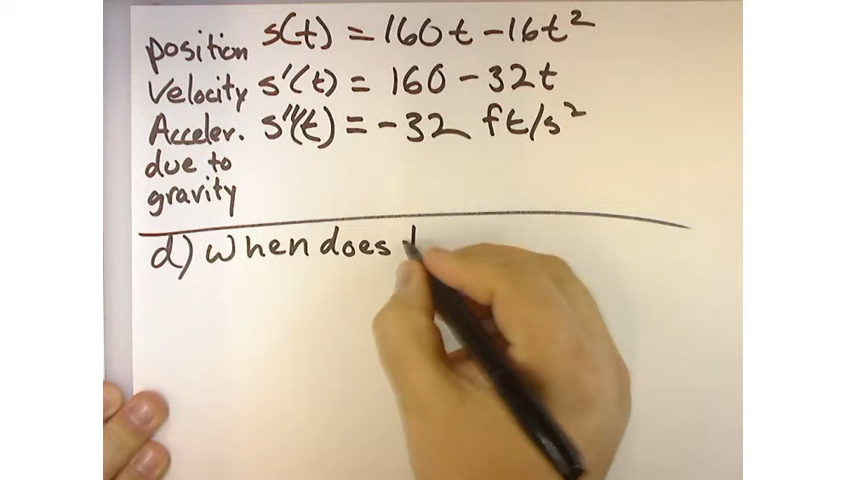 position s(t) = 160t - 16t²
Velocity s'(t) = 160 - 32t
Acceler. s''(t) = -32 ft/s²
due to
gravity
d) When does